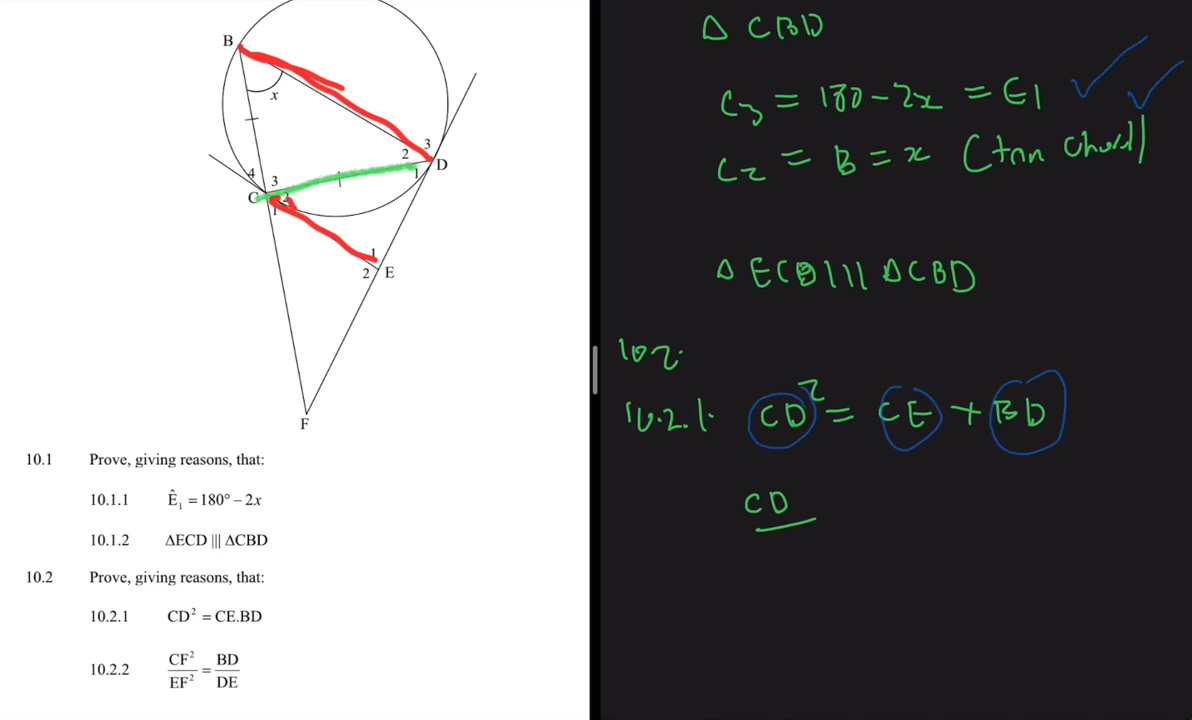 B
x
3
2
D
1
4
3
C
2
1
1
2
E
F
10.1 Prove, giving reasons, that:
10.1.1 Ê₁ = 180° − 2x
10.1.2 ΔECD ||| ΔCBD
10.2 Prove, giving reasons, that:
10.2.1 CD² = CE.BD
10.2.2 CF²/EF² = BD/DE
Δ CBD
C3 = 180 - 2x = E1
C2 = B = x (tan chord)
Δ ECD ||| Δ CBD
102.
10.2.1. CD² = CE + BD
CD